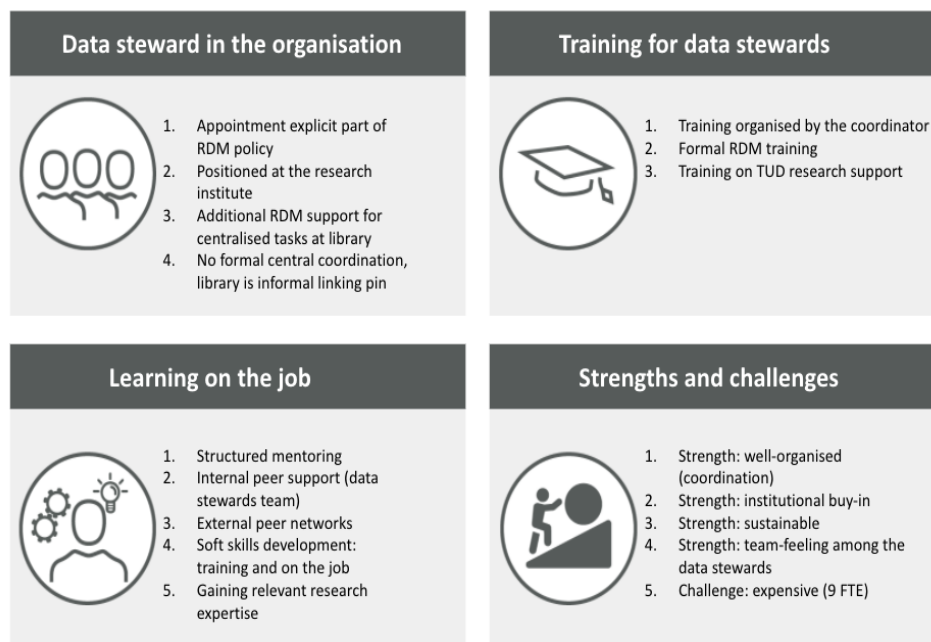 Data steward in the organisation
1. Appointment explicit part of
RDM policy
2. Positioned at the research
institute
3. Additional RDM support for
centralised tasks at library
4. No formal central coordination,
library is informal linking pin
Training for data stewards
1. Training organised by the coordinator
2. Formal RDM training
3. Training on TUD research support
Learning on the job
1. Structured mentoring
2. Internal peer support (data
stewards team)
3. External peer networks
4. Soft skills development:
training and on the job
5. Gaining relevant research
expertise
Strengths and challenges
1. Strength: well-organised
(coordination)
2. Strength: institutional buy-in
3. Strength: sustainable
4. Strength: team-feeling among the
data stewards
5. Challenge: expensive (9 FTE)